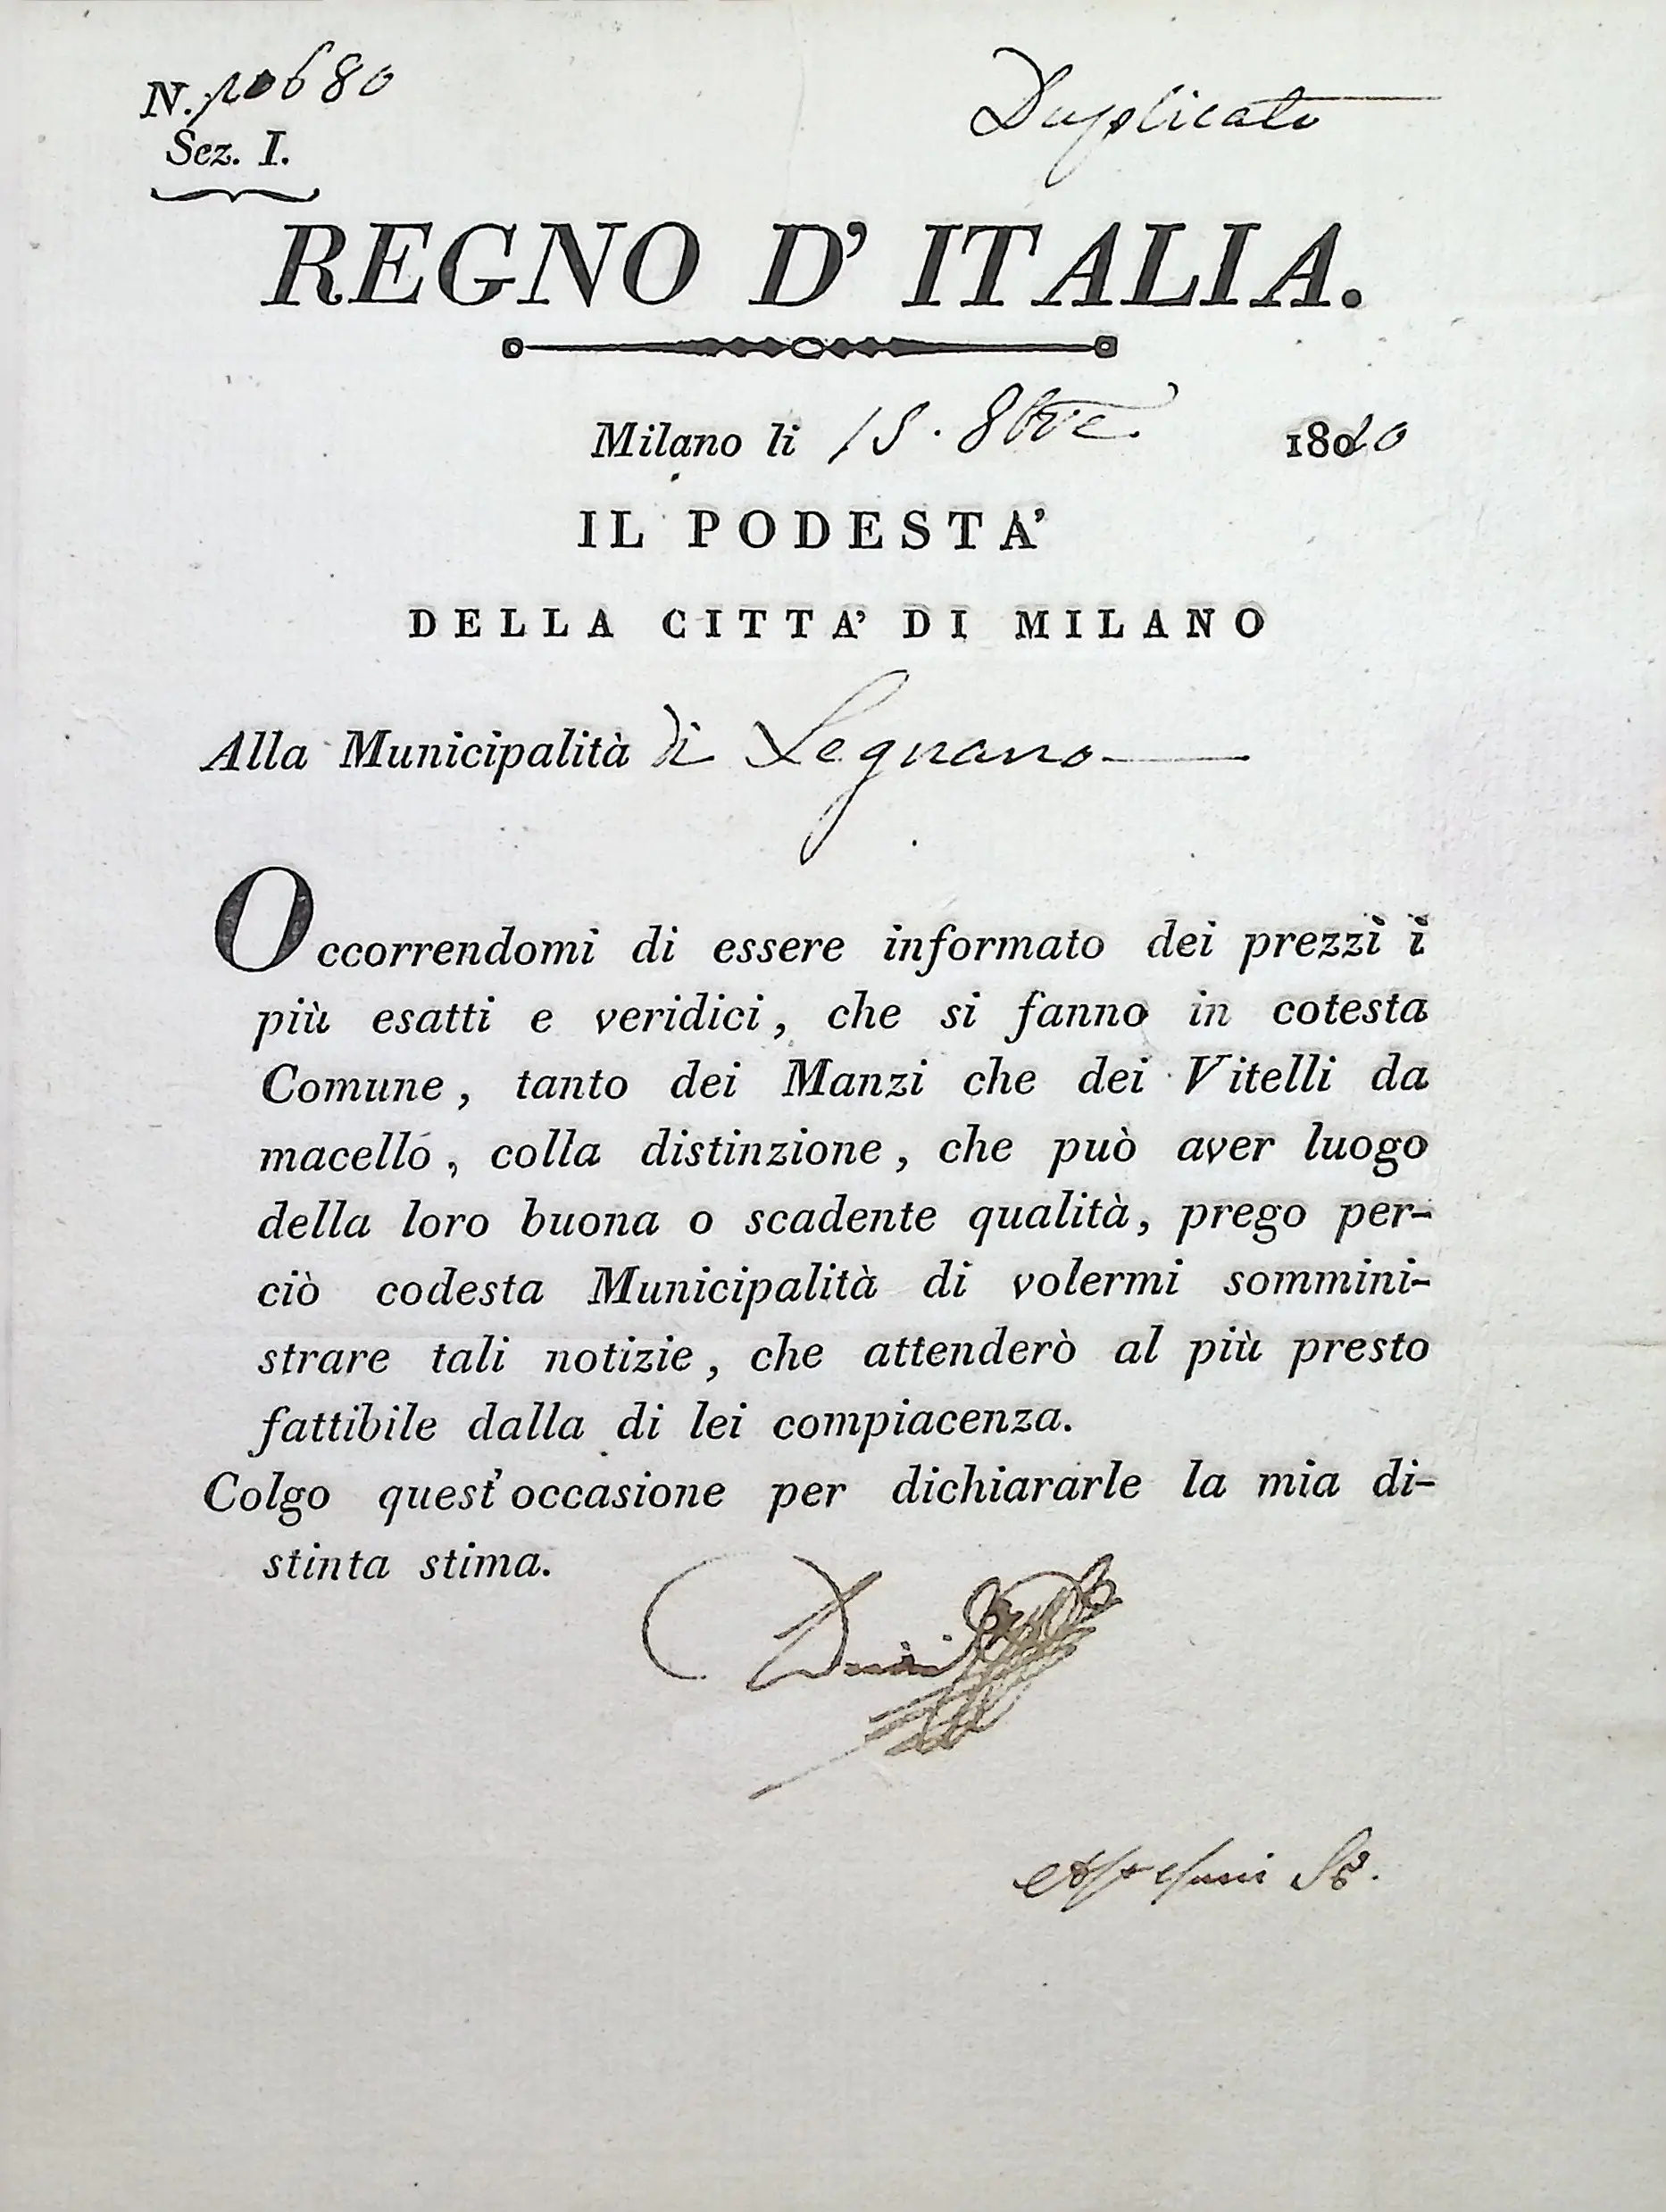 N. 10680
Duplicato
Sez. I.
REGNO D' ITALIA.
Milano li 15. 8bre. 1810
IL PODESTA'
DELLA CITTA' DI MILANO
Alla Municipalità di Legnano
Occorrendomi di essere informato dei prezzi i
più esatti e veridici, che si fanno in cotesta
Comune, tanto dei Manzi che dei Vitelli da
macello, colla distinzione, che può aver luogo
della loro buona o scadente qualità, prego per-
ciò codesta Municipalità di volermi sommini-
strare tali notizie, che attenderò al più presto
fattibile dalla di lei compiacenza.
Colgo quest'occasione per dichiararle la mia di-
stinta stima.
Durini